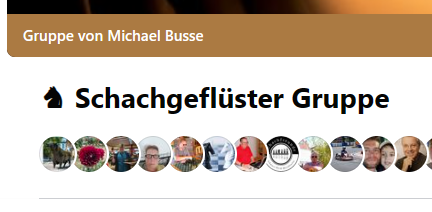 Gruppe von Michael Busse
♞ Schachgeflüster Gruppe